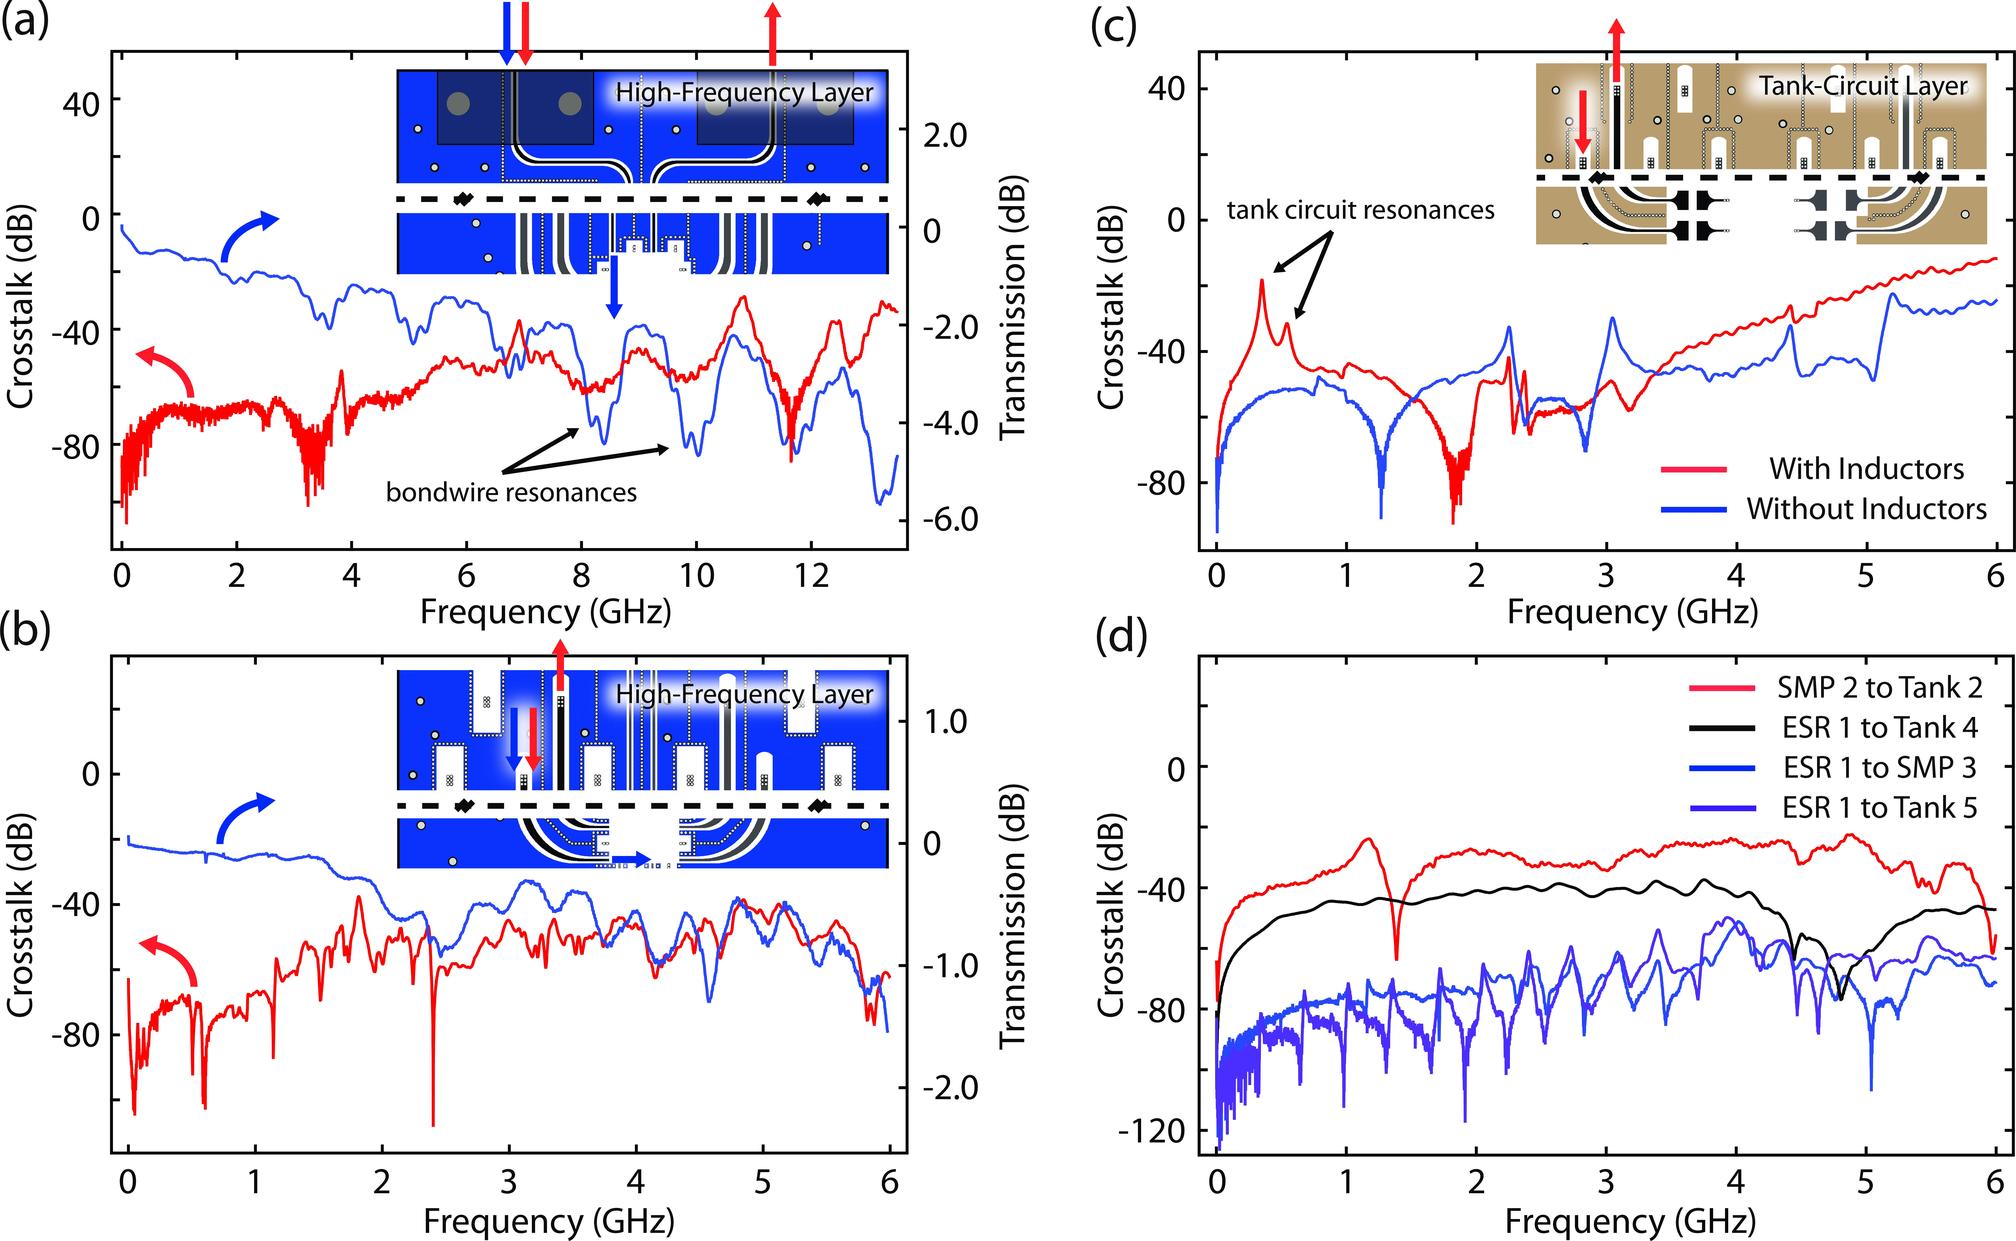 (a)
High-Frequency Layer
40
0
-40
-80
Crosstalk (dB)
2.0
0
-2.0
-4.0
-6.0
Transmission (dB)
bondwire resonances
0 2 4 6 8 10 12
Frequency (GHz)
(b)
High-Frequency Layer
0
-40
-80
Crosstalk (dB)
1.0
0
-1.0
-2.0
Transmission (dB)
0 1 2 3 4 5 6
Frequency (GHz)
(c)
Tank-Circuit Layer
40
0
-40
-80
Crosstalk (dB)
tank circuit resonances
With Inductors
Without Inductors
0 1 2 3 4 5 6
Frequency (GHz)
(d)
SMP 2 to Tank 2
ESR 1 to Tank 4
ESR 1 to SMP 3
ESR 1 to Tank 5
0
-40
-80
-120
Crosstalk (dB)
0 1 2 3 4 5 6
Frequency (GHz)